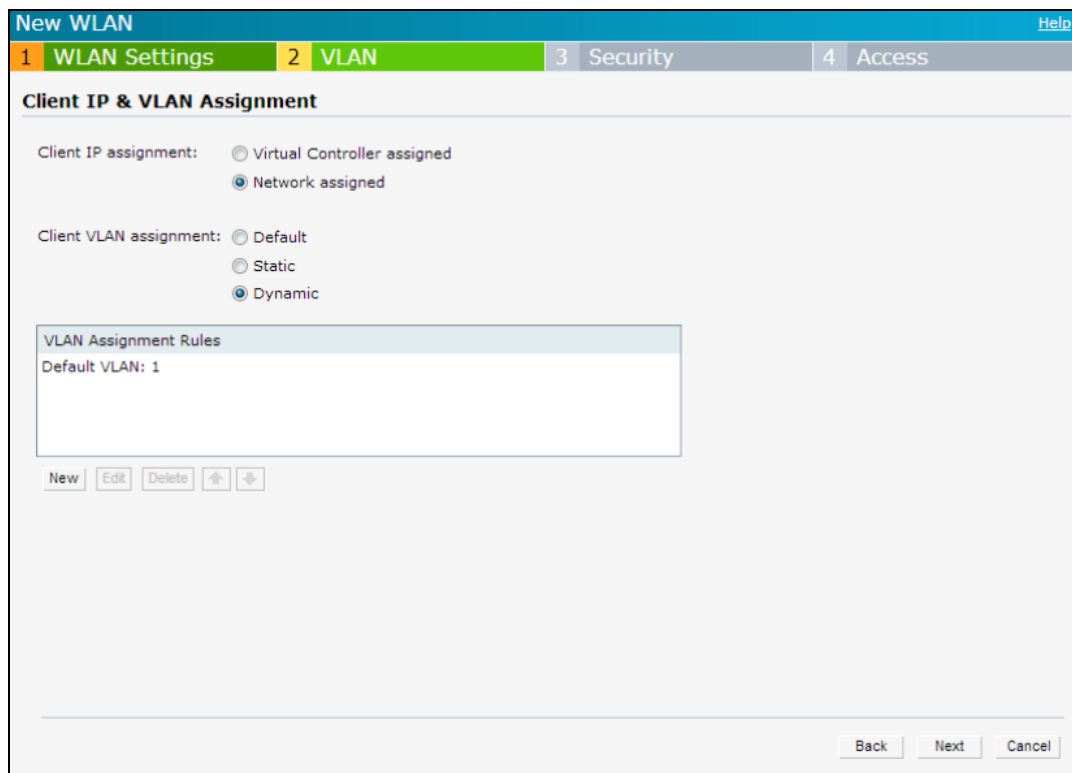 New WLAN Help
1 WLAN Settings 2 VLAN 3 Security 4 Access
Client IP & VLAN Assignment
Client IP assignment: Virtual Controller assigned
Network assigned
Client VLAN assignment: Default
Static
Dynamic
VLAN Assignment Rules
Default VLAN: 1
New Edit Delete
Back Next Cancel